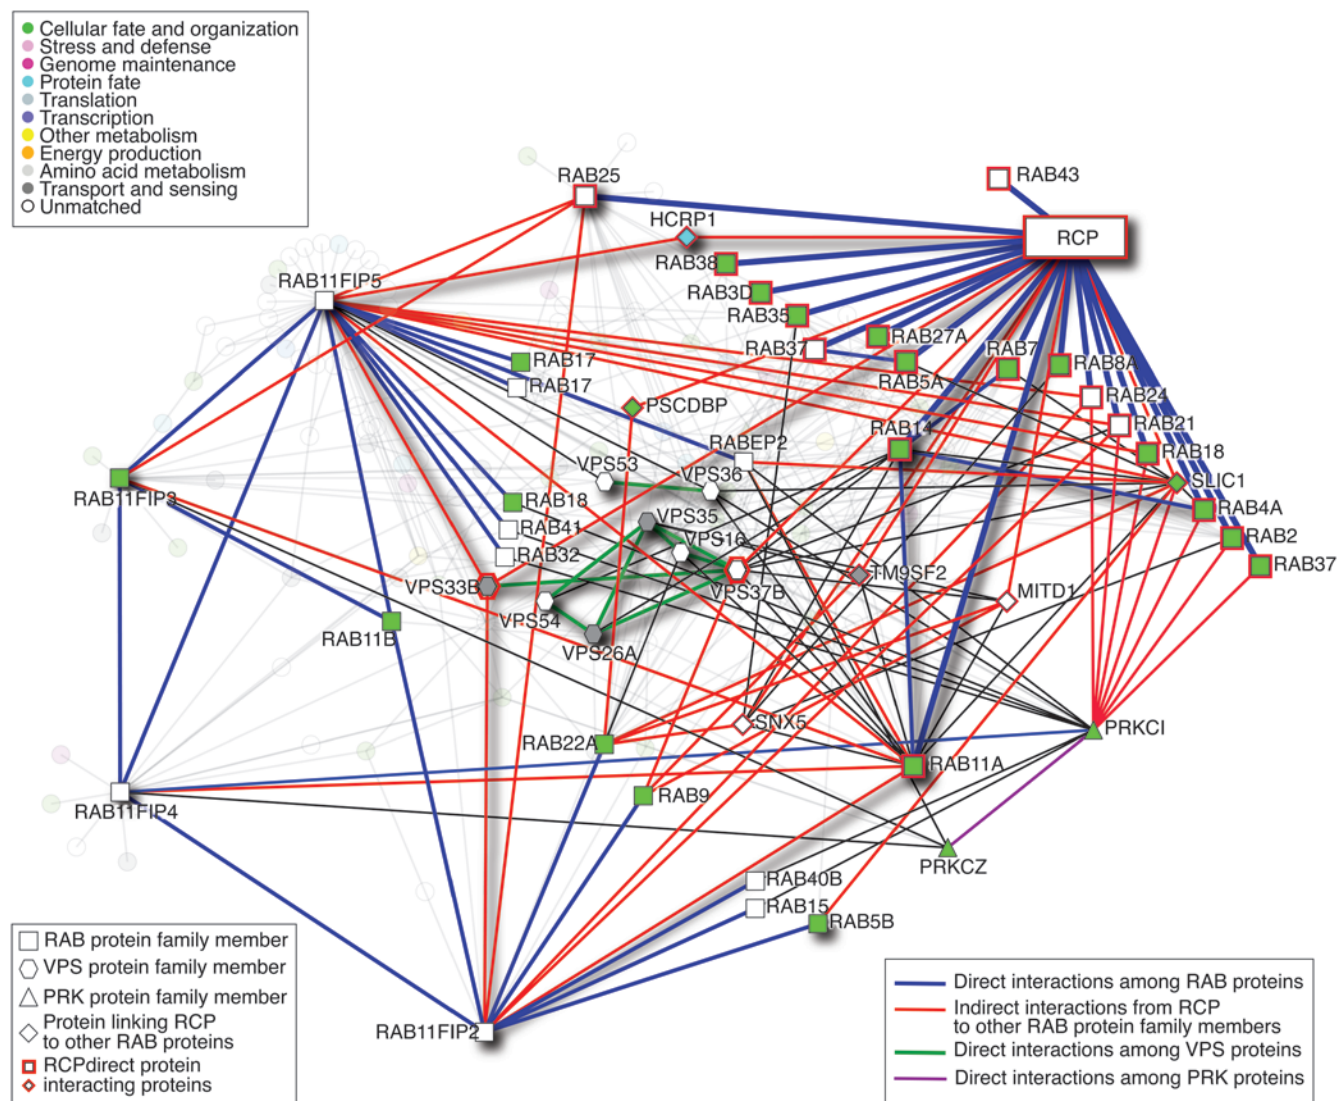 Cellular fate and organization
Stress and defense
Genome maintenance
Protein fate
Translation
Transcription
Other metabolism
Energy production
Amino acid metabolism
Transport and sensing
Unmatched
RAB25
RAB43
HCRP1
RCP
RAB38
RAB11FIP5
RAB3D
RAB35
RAB27A
RAB37
RAB7
RAB17
RAB8A
RAB5A
RAB17
RAB24
PSCDBP
RAB21
RAB14
RABEP2
RAB18
VPS53
VPS36
SLIC1
RAB11FIP3
RAB18
RAB4A
VPS35
RAB41
RAB2
VPS16
RAB32
RAB37
TM9SF2
VPS33B
VPS37B
MITD1
VPS54
RAB11B
VPS26A
SNX5
PRKCI
RAB22A
RAB11A
RAB9
RAB11FIP4
PRKCZ
RAB40B
RAB15
RAB5B
RAB11FIP2
RAB protein family member
VPS protein family member
PRK protein family member
Protein linking RCP
to other RAB proteins
RCPdirect protein
interacting proteins
Direct interactions among RAB proteins
Indirect interactions from RCP
to other RAB protein family members
Direct interactions among VPS proteins
Direct interactions among PRK proteins